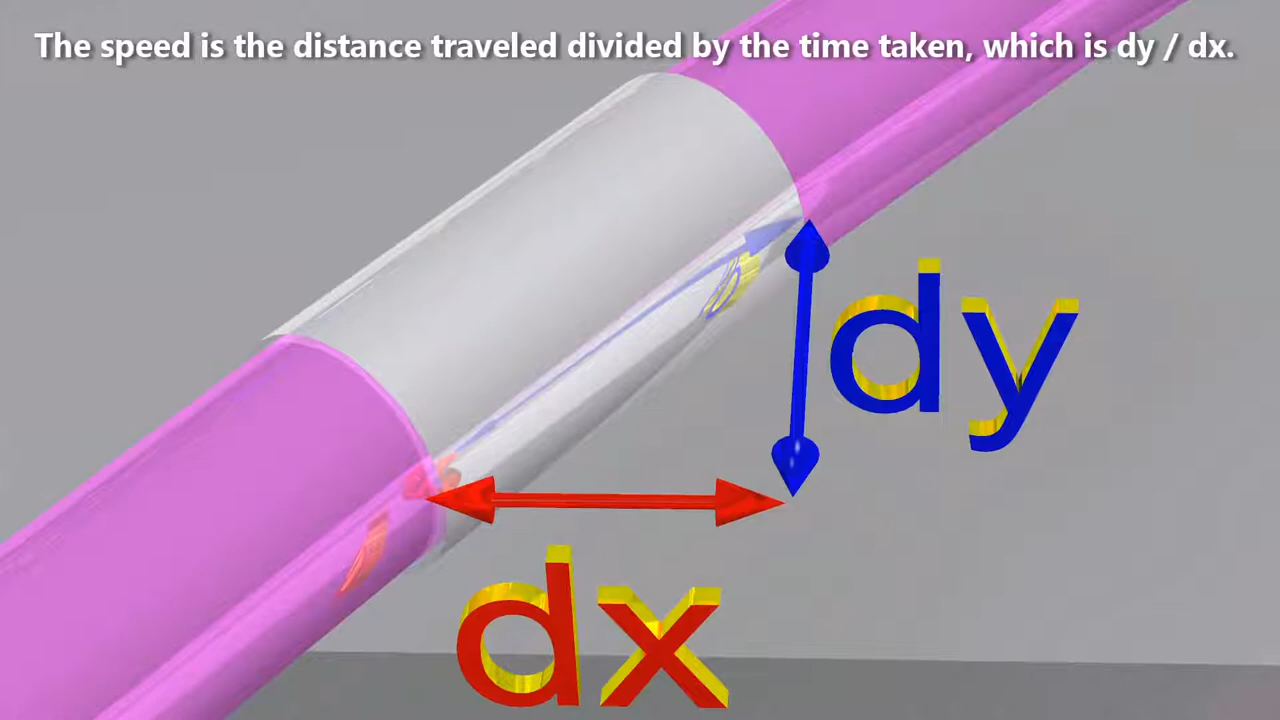 The speed is the distance traveled divided by the time taken, which is dy / dx.
dy
dx